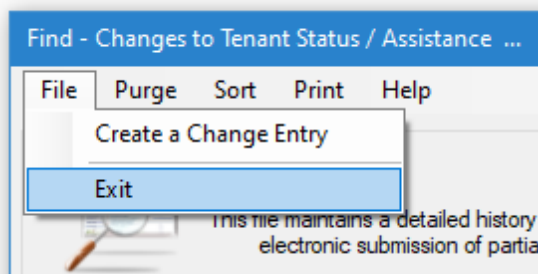 Find - Changes to Tenant Status / Assistance ...
File Purge Sort Print Help
Create a Change Entry
Exit
This file maintains a detailed history
electronic submission of partia